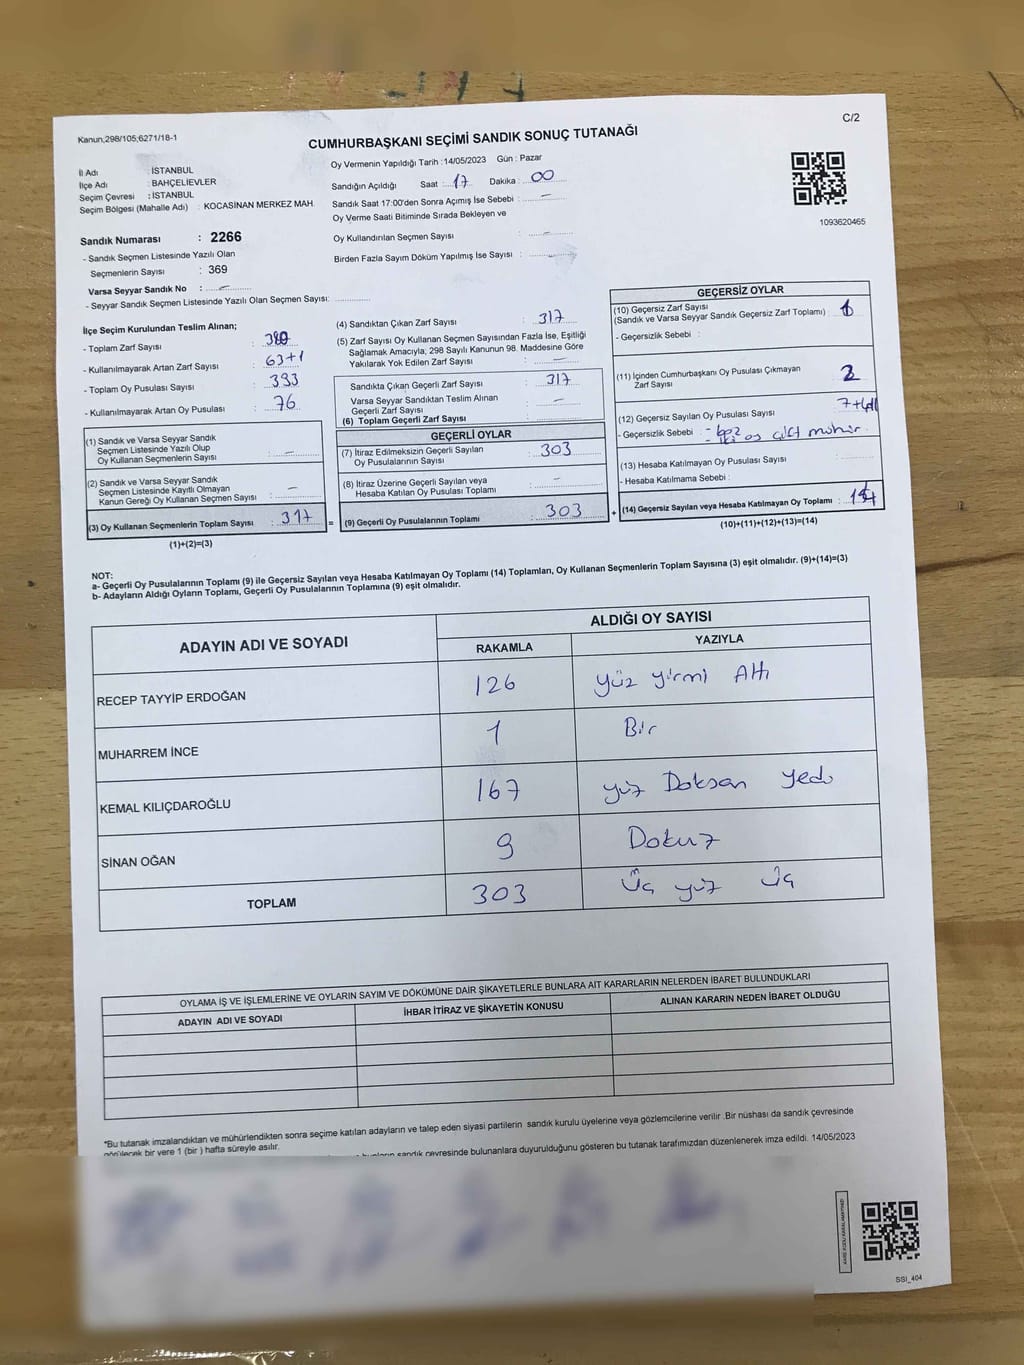 Kanun;298/105;6271/18-1
C/2
CUMHURBAŞKANI SEÇİMİ SANDIK SONUÇ TUTANAĞI
İl Adı : İSTANBUL
İlçe Adı : BAHÇELİEVLER
Seçim Çevresi : İSTANBUL
Seçim Bölgesi (Mahalle Adı) : KOCASİNAN MERKEZ MAH.
Sandık Numarası : 2266
- Sandık Seçmen Listesinde Yazılı Olan
Seçmenlerin Sayısı : 369
Varsa Seyyar Sandık No : –
- Seyyar Sandık Seçmen Listesinde Yazılı Olan Seçmen Sayısı:
Oy Vermenin Yapıldığı Tarih :14/05/2023 Gün : Pazar
Sandığın Açıldığı Saat : 17 Dakika : 00
Sandık Saat 17:00'den Sonra Açımış İse Sebebi : –
Oy Verme Saati Bitiminde Sırada Bekleyen ve
Oy Kullandırılan Seçmen Sayısı : –
Birden Fazla Sayım Döküm Yapılmış İse Sayısı : –
1093620465
İlçe Seçim Kurulundan Teslim Alınan;
- Toplam Zarf Sayısı : 380
- Kullanılmayarak Artan Zarf Sayısı : 63+1
- Toplam Oy Pusulası Sayısı : 393
- Kullanılmayarak Artan Oy Pusulası : 76
(1) Sandık ve Varsa Seyyar Sandık
Seçmen Listesinde Yazılı Olup
Oy Kullanan Seçmenlerin Sayısı : –
(2) Sandık ve Varsa Seyyar Sandık
Seçmen Listesinde Kayıtlı Olmayan
Kanun Gereği Oy Kullanan Seçmen Sayısı : –
(3) Oy Kullanan Seçmenlerin Toplam Sayısı : 317
(1)+(2)=(3)
=
(4) Sandıktan Çıkan Zarf Sayısı : 317
(5) Zarf Sayısı Oy Kullanan Seçmen Sayısından Fazla İse, Eşitliği
Sağlamak Amacıyla; 298 Sayılı Kanunun 98. Maddesine Göre
Yakılarak Yok Edilen Zarf Sayısı : –
Sandıkta Çıkan Geçerli Zarf Sayısı : 317
Varsa Seyyar Sandıktan Teslim Alınan
Geçerli Zarf Sayısı : –
(6) Toplam Geçerli Zarf Sayısı :
GEÇERLİ OYLAR
(7) İtiraz Edilmeksizin Geçerli Sayılan
Oy Pusulalarının Sayısı : 303
(8) İtiraz Üzerine Geçerli Sayılan veya
Hesaba Katılan Oy Pusulası Toplamı : –
(9) Geçerli Oy Pusulalarının Toplamı : 303
+
GEÇERSİZ OYLAR
(10) Geçersiz Zarf Sayısı
(Sandık ve Varsa Seyyar Sandık Geçersiz Zarf Toplamı) :
- Geçersizlik Sebebi :
(11) İçinden Cumhurbaşkanı Oy Pusulası Çıkmayan
Zarf Sayısı :
(12) Geçersiz Sayılan Oy Pusulası Sayısı :
- Geçersizlik Sebebi : - boz
çift mühür
(13) Hesaba Katılmayan Oy Pusulası Sayısı :
- Hesaba Katılmama Sebebi :
(14) Geçersiz Sayılan veya Hesaba Katılmayan Oy Toplamı : 14
(10)+(11)+(12)+(13)=(14)
NOT:
a- Geçerli Oy Pusulalarının Toplamı (9) ile Geçersiz Sayılan veya Hesaba Katılmayan Oy Toplamı (14) Toplamları, Oy Kullanan Seçmenlerin Toplam Sayısına (3) eşit olmalıdır. (9)+(14)=(3)
b- Adayların Aldığı Oyların Toplamı, Geçerli Oy Pusulalarının Toplamına (9) eşit olmalıdır.
ADAYIN ADI VE SOYADI
ALDIĞI OY SAYISI
RAKAMLA YAZIYLA
RECEP TAYYİP ERDOĞAN 126 yüz yirmi Altı
MUHARREM İNCE 1 Bir
KEMAL KILIÇDAROĞLU 167 yüz Doksan yedi
SİNAN OĞAN 9 Dokuz
TOPLAM 303 Üç yüz üç
OYLAMA İŞ VE İŞLEMLERİNE VE OYLARIN SAYIM VE DÖKÜMÜNE DAİR ŞİKAYETLERLE BUNLARA AİT KARARLARIN NELERDEN İBARET BULUNDUKLARI
ADAYIN ADI VE SOYADI İHBAR İTİRAZ VE ŞİKAYETİN KONUSU ALINAN KARARIN NEDEN İBARET OLDUĞU
*Bu tutanak imzalandıktan ve mühürlendikten sonra seçime katılan adayların ve talep eden siyasi partilerin sandık kurulu üyelerine veya gözlemcilerine verilir .Bir nüshası da sandık çevresinde
görülecek bir yere 1 (bir ) hafta süreyle asılır.
bunların sandık çevresinde bulunanlara duyurulduğunu gösteren bu tutanak tarafımızdan düzenlenerek imza edildi. 14/05/2023
SSI_404